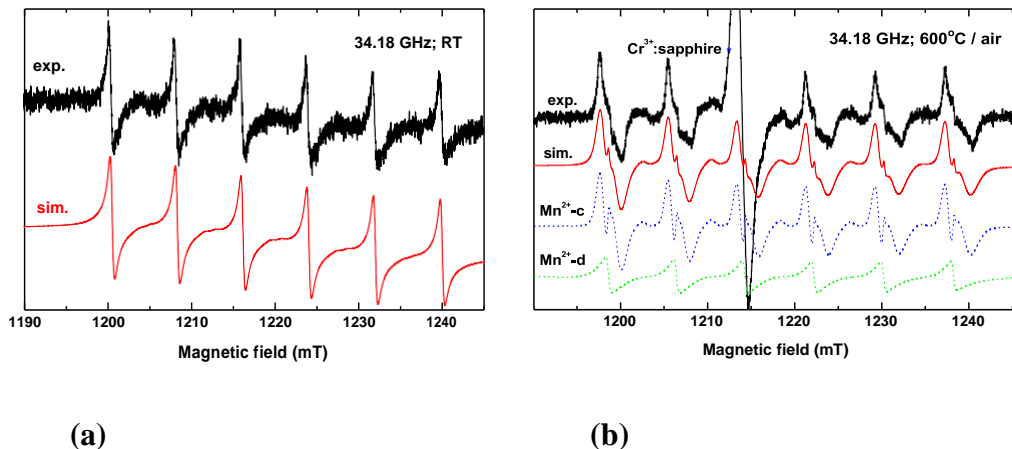 34.18 GHz; RT
exp.
sim.
1190 1200 1210 1220 1230 1240
Magnetic field (mT)
(a)
34.18 GHz; 600°C / air
Cr³⁺:sapphire
exp.
sim.
Mn²⁺-c
Mn²⁺-d
1200 1210 1220 1230 1240
Magnetic field (mT)
(b)